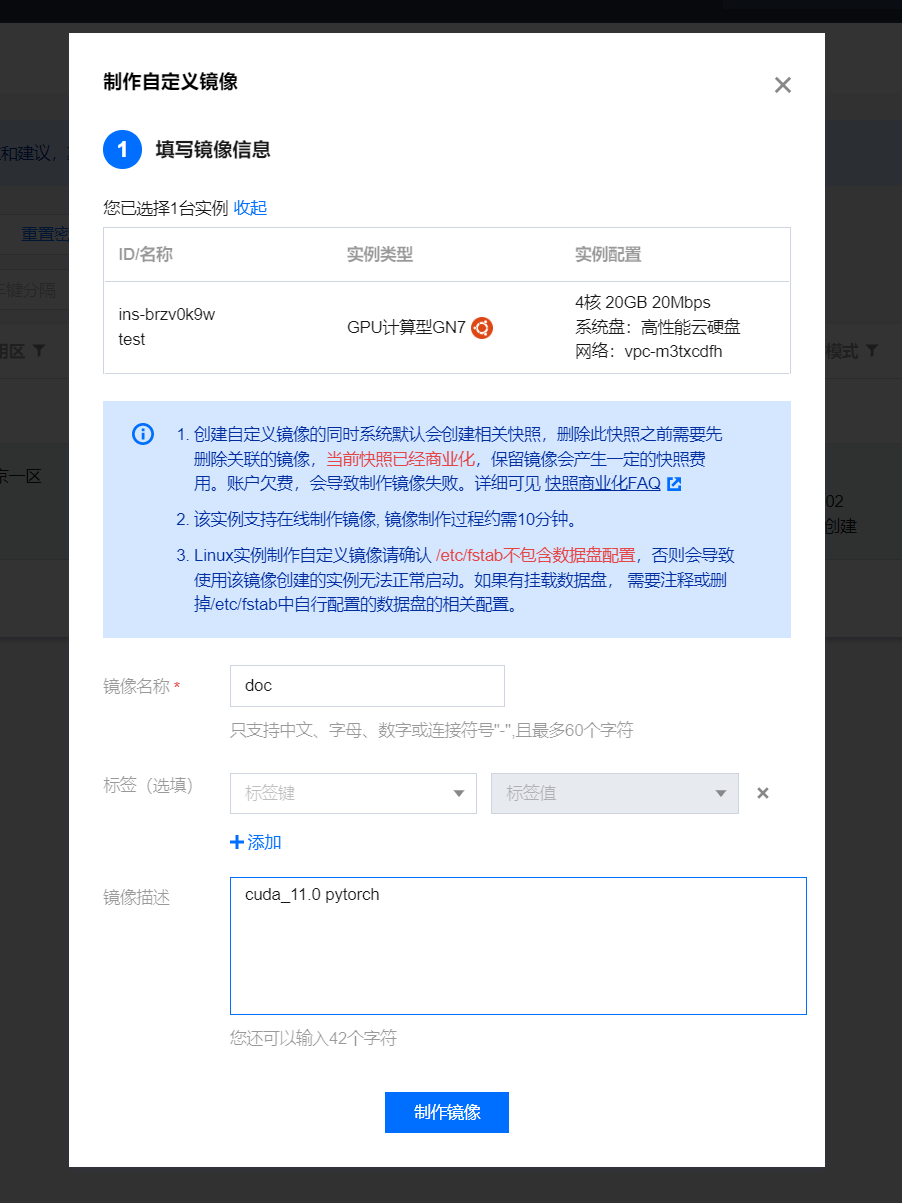 制作自定义镜像
1 填写镜像信息
您已选择1台实例 收起
ID/名称 实例类型 实例配置
ins-brzv0k9w
test
GPU计算型GN7
4核 20GB 20Mbps
系统盘：高性能云硬盘
网络：vpc-m3txcdfh
1. 创建自定义镜像的同时系统默认会创建相关快照，删除此快照之前需要先
删除关联的镜像，当前快照已经商业化，保留镜像会产生一定的快照费
用。账户欠费，会导致制作镜像失败。详细可见 快照商业化FAQ
2. 该实例支持在线制作镜像, 镜像制作过程约需10分钟。
3. Linux实例制作自定义镜像请确认 /etc/fstab不包含数据盘配置，否则会导致
使用该镜像创建的实例无法正常启动。如果有挂载数据盘， 需要注释或删
掉/etc/fstab中自行配置的数据盘的相关配置。
镜像名称 * doc
只支持中文、字母、数字或连接符号"-",且最多60个字符
标签（选填） 标签键 标签值
添加
镜像描述 cuda_11.0 pytorch
您还可以输入42个字符
制作镜像
和建议，
重置密
车键分隔
用区
模式
京一区
02
创建